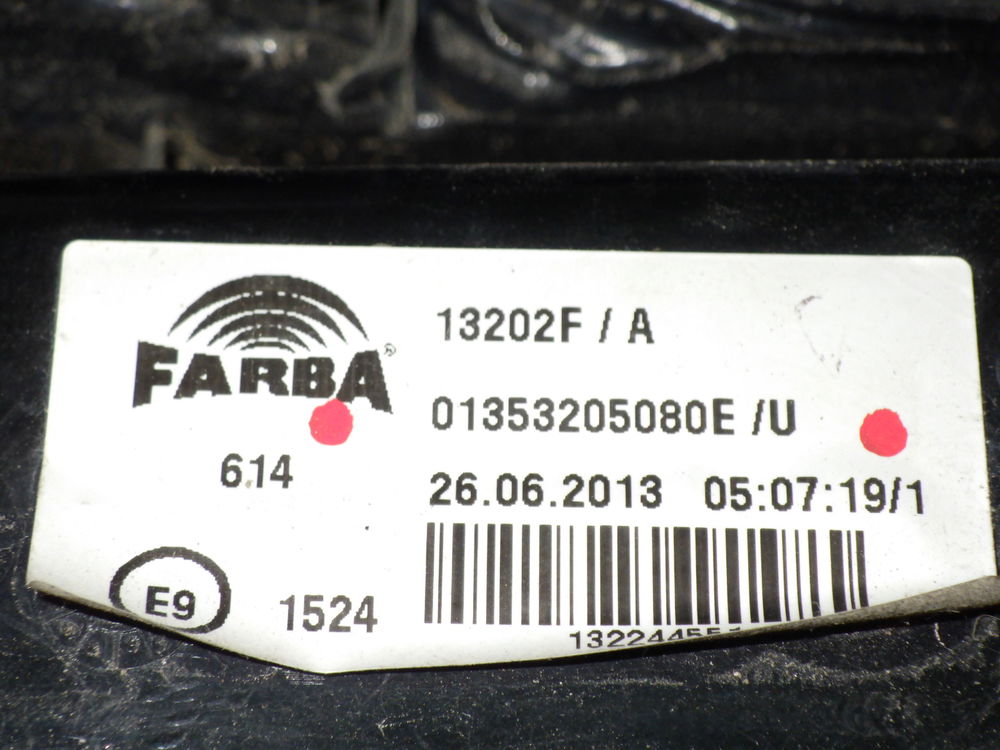 FARBA®
13202F / A
01353205080E /U
614
26.06.2013 05:07:19/1
E9
1524